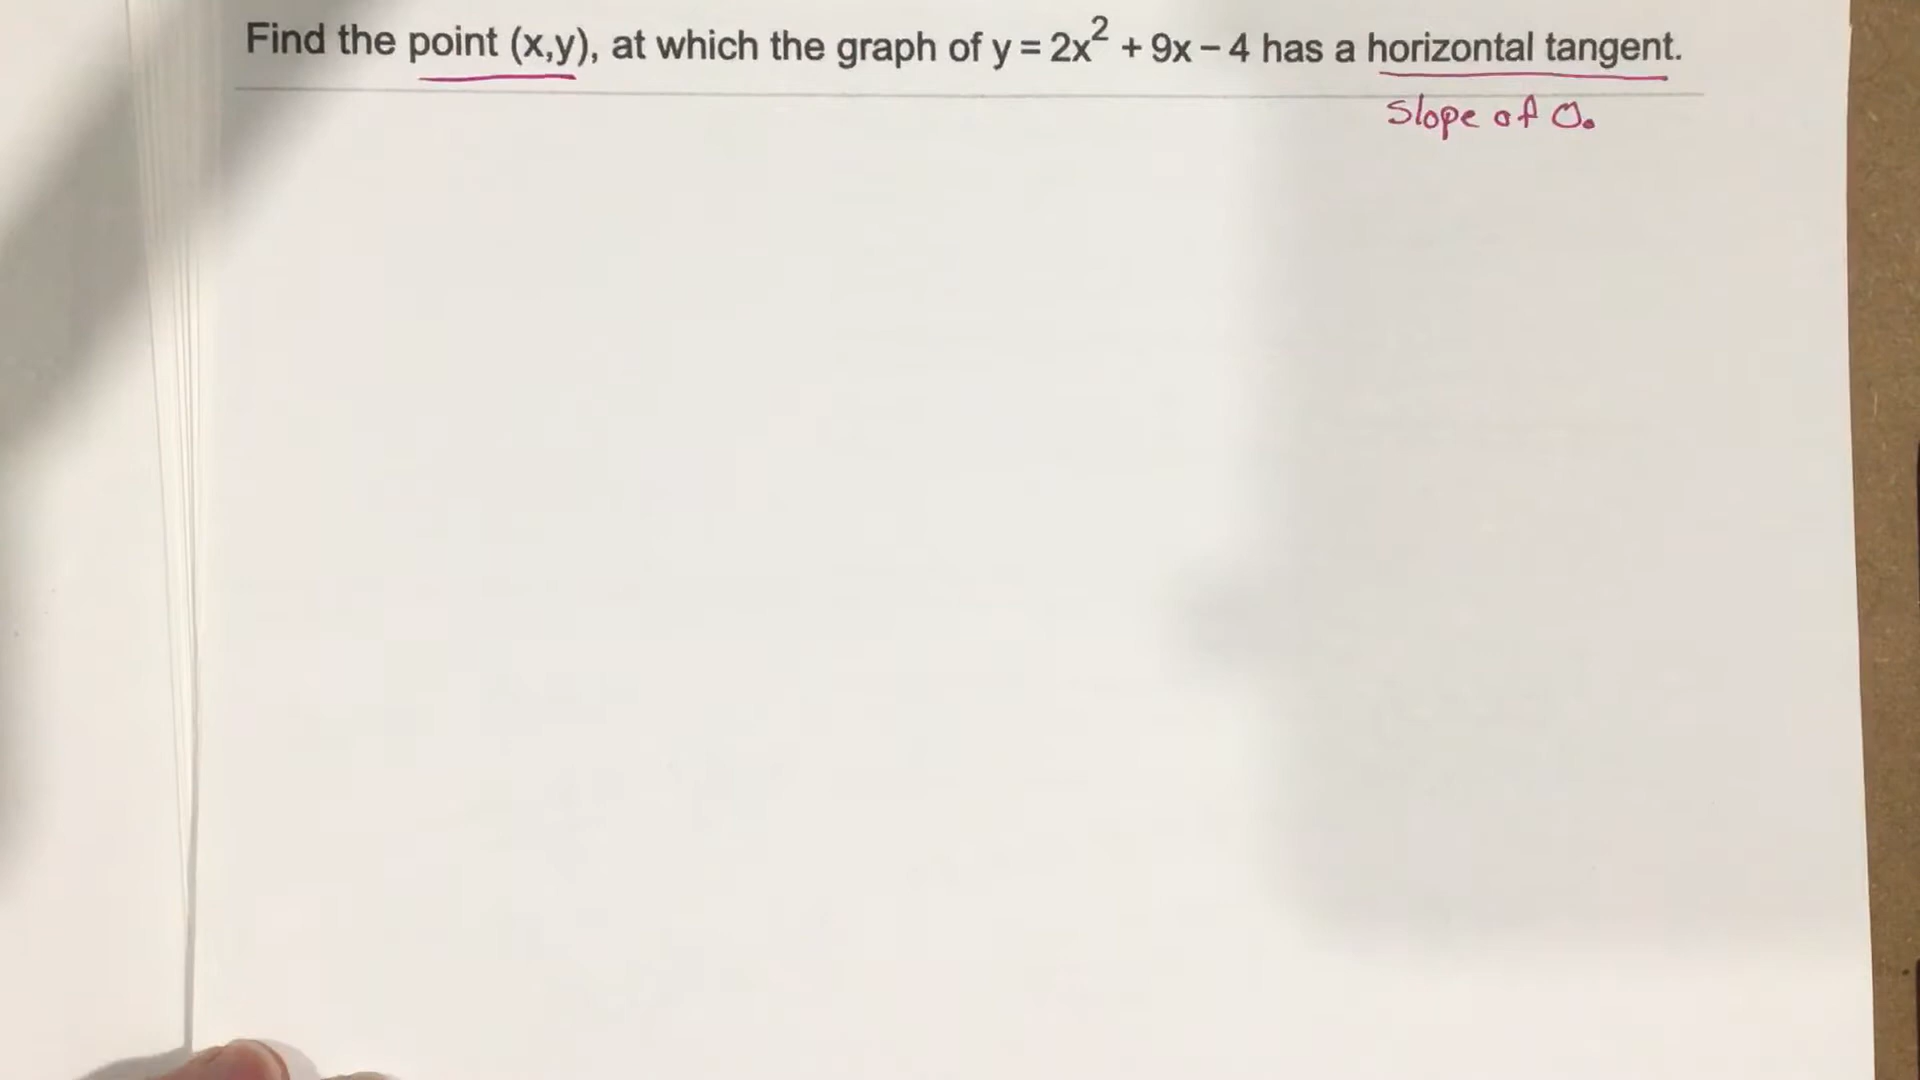 Find the point (x,y), at which the graph of y = 2x² + 9x – 4 has a horizontal tangent.
Slope of 0.